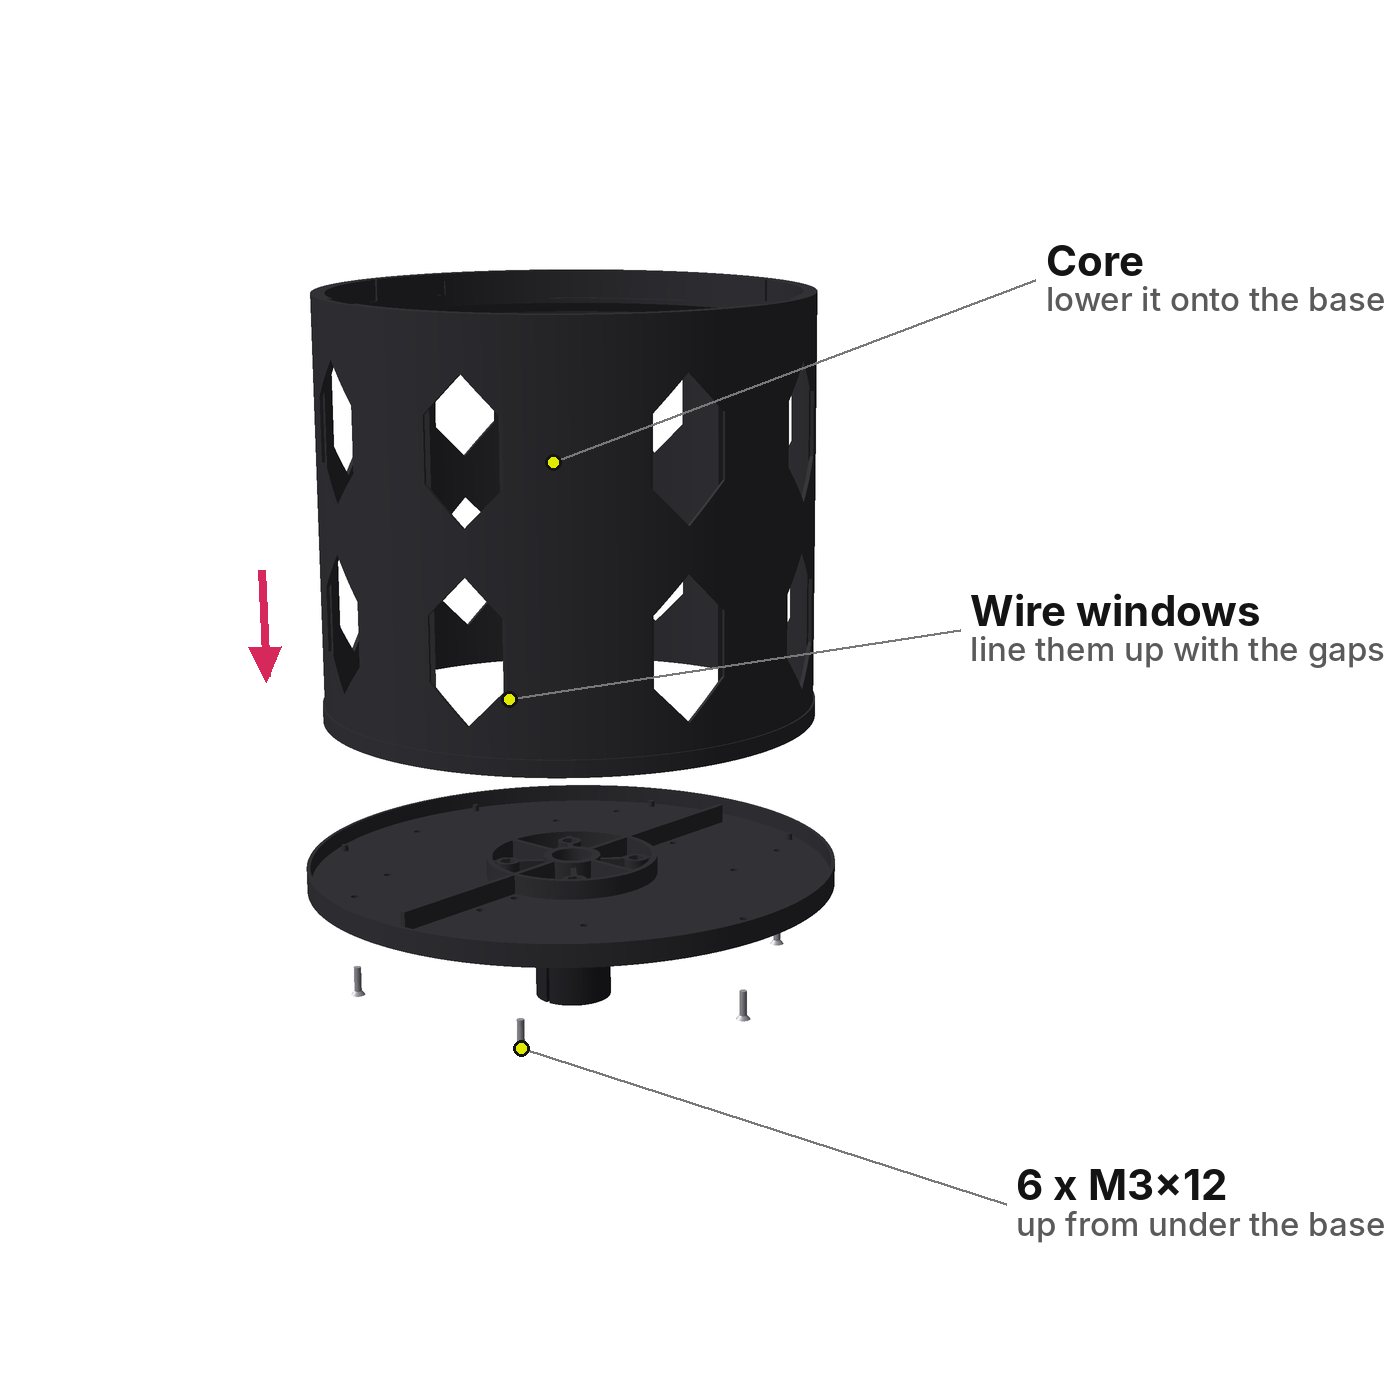 Core
lower it onto the base
Wire windows
line them up with the gaps
6 x M3×12
up from under the base